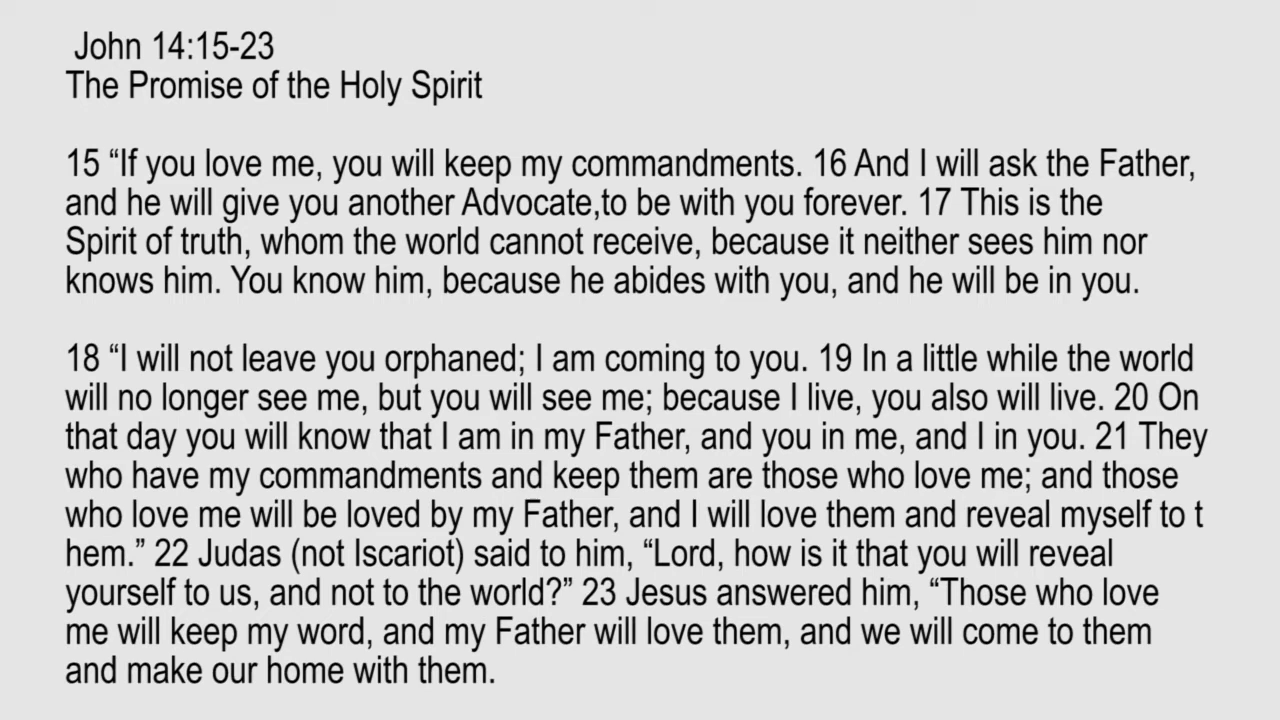 John 14:15-23
The Promise of the Holy Spirit
15 “If you love me, you will keep my commandments. 16 And I will ask the Father,
and he will give you another Advocate,to be with you forever. 17 This is the
Spirit of truth, whom the world cannot receive, because it neither sees him nor
knows him. You know him, because he abides with you, and he will be in you.
18 “I will not leave you orphaned; I am coming to you. 19 In a little while the world
will no longer see me, but you will see me; because I live, you also will live. 20 On
that day you will know that I am in my Father, and you in me, and I in you. 21 They
who have my commandments and keep them are those who love me; and those
who love me will be loved by my Father, and I will love them and reveal myself to t
hem.” 22 Judas (not Iscariot) said to him, “Lord, how is it that you will reveal
yourself to us, and not to the world?” 23 Jesus answered him, “Those who love
me will keep my word, and my Father will love them, and we will come to them
and make our home with them.